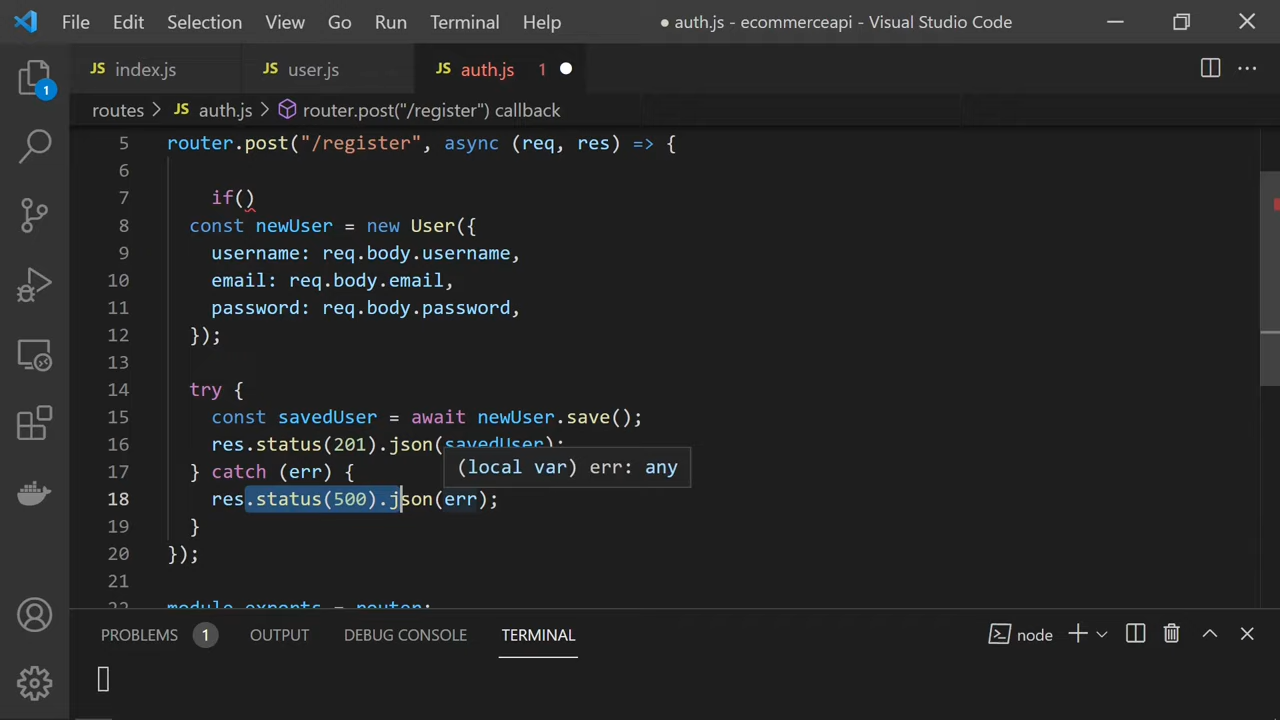 File Edit Selection View Go Run Terminal Help ● auth.js - ecommerceapi - Visual Studio Code
JS index.js JS user.js JS auth.js 1
routes > JS auth.js > router.post("/register") callback
1
5 router.post("/register", async (req, res) => {
6
7 if()
8 const newUser = new User({
9 username: req.body.username,
10 email: req.body.email,
11 password: req.body.password,
12 });
13
14 try {
15 const savedUser = await newUser.save();
16 res.status(201).json(savedUser);
17 } catch (err) {
(local var) err: any
18 res.status(500).json(err);
19 }
20 });
21
22 module.exports = router;
PROBLEMS 1 OUTPUT DEBUG CONSOLE TERMINAL node